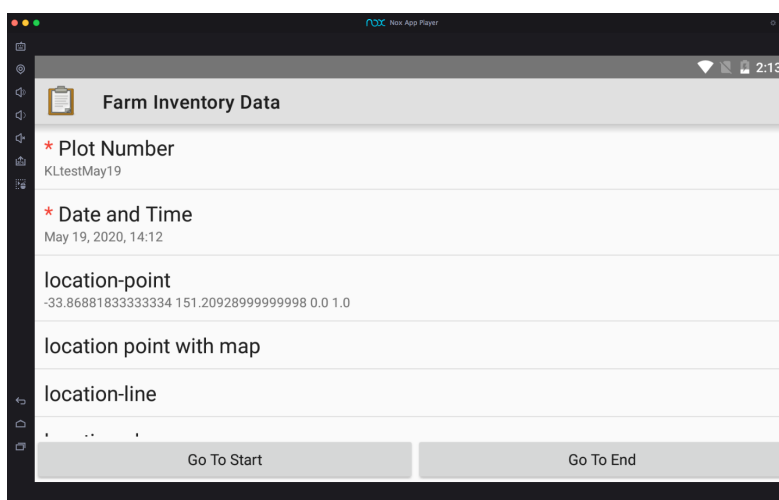 NOX Nox App Player
2:13
Farm Inventory Data
* Plot Number
KLtestMay19
* Date and Time
May 19, 2020, 14:12
location-point
-33.86881833333334 151.20928999999998 0.0 1.0
location point with map
location-line
Go To Start
Go To End